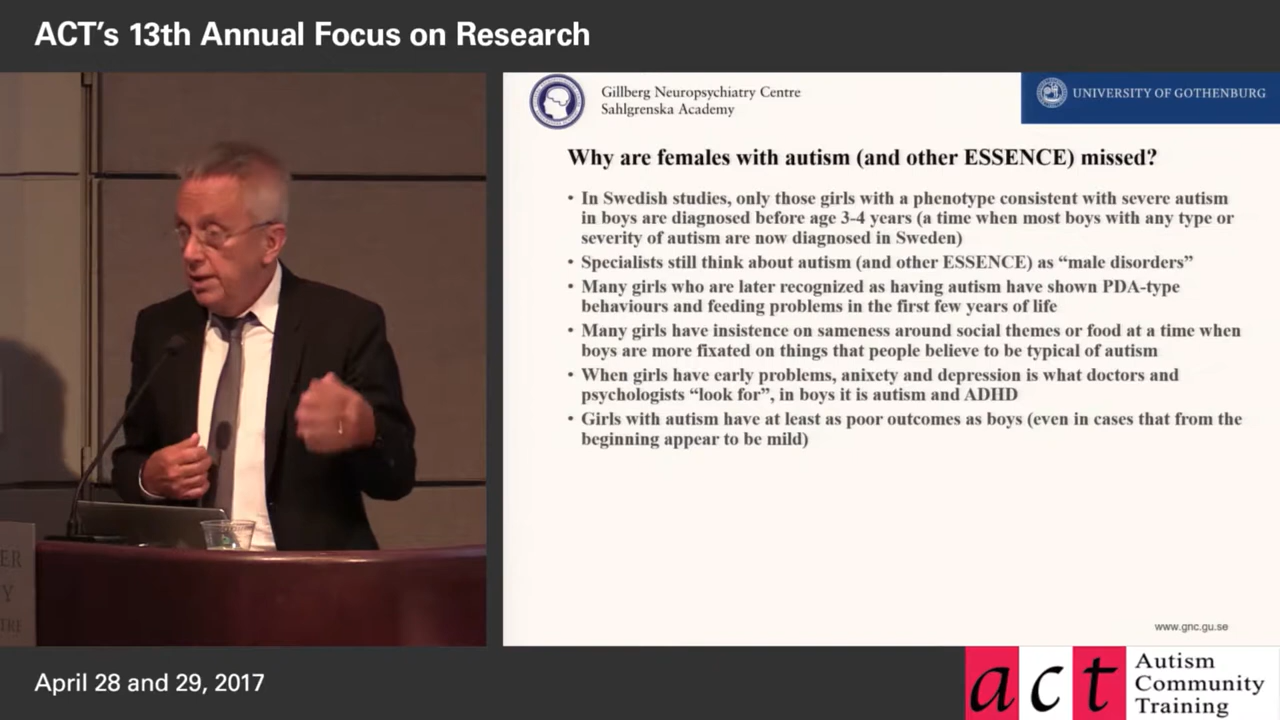 ACT's 13th Annual Focus on Research
Gillberg Neuropsychiatry Centre
Sahlgrenska Academy
UNIVERSITY OF GOTHENBURG
Why are females with autism (and other ESSENCE) missed?
• In Swedish studies, only those girls with a phenotype consistent with severe autism
in boys are diagnosed before age 3-4 years (a time when most boys with any type or
severity of autism are now diagnosed in Sweden)
• Specialists still think about autism (and other ESSENCE) as “male disorders”
• Many girls who are later recognized as having autism have shown PDA-type
behaviours and feeding problems in the first few years of life
• Many girls have insistence on sameness around social themes or food at a time when
boys are more fixated on things that people believe to be typical of autism
• When girls have early problems, anixety and depression is what doctors and
psychologists “look for”, in boys it is autism and ADHD
• Girls with autism have at least as poor outcomes as boys (even in cases that from the
beginning appear to be mild)
www.gnc.gu.se
ER
Y
TRE
April 28 and 29, 2017
act
Autism
Community
Training